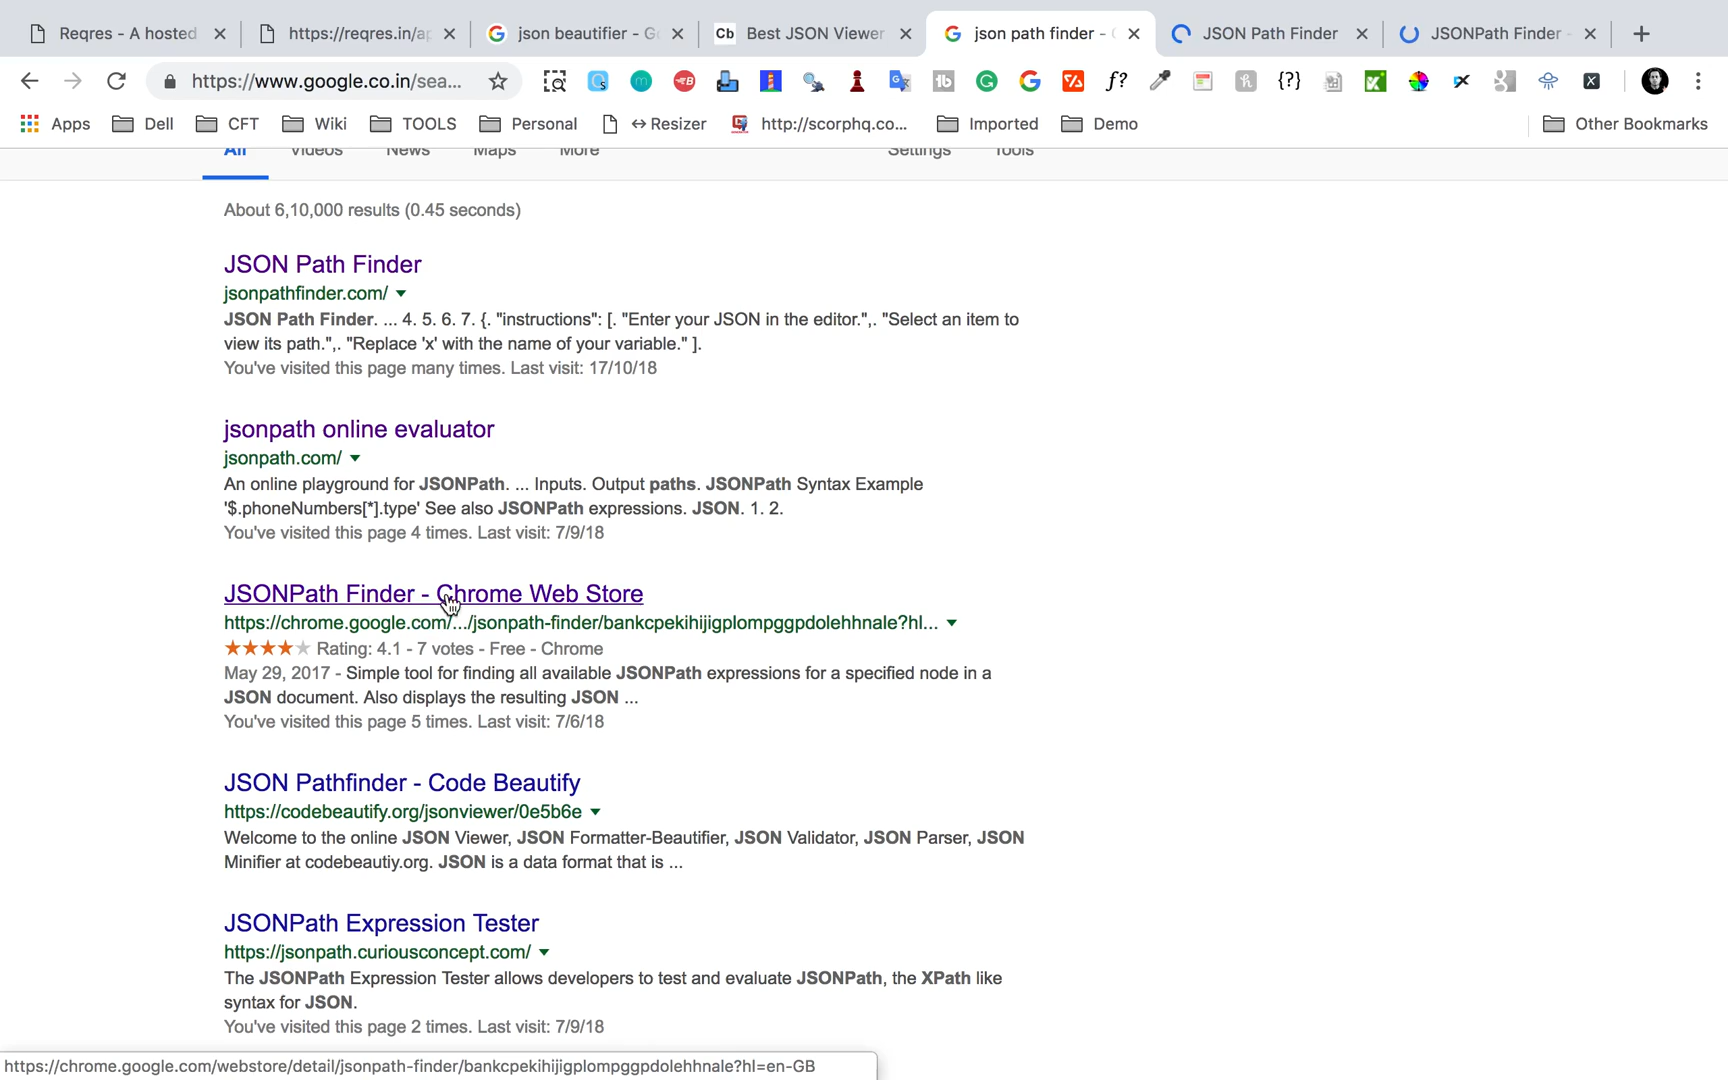 Reqres - A hosted
https://reqres.in/ap
json beautifier - Go
Cb Best JSON Viewer
json path finder - G
JSON Path Finder
JSONPath Finder -
https://www.google.co.in/sea...
Apps
Dell
CFT
Wiki
TOOLS
Personal
↔Resizer
http://scorphq.co...
Imported
Demo
Other Bookmarks
All Videos News Maps More Settings Tools
About 6,10,000 results (0.45 seconds)
JSON Path Finder
jsonpathfinder.com/
JSON Path Finder. ... 4. 5. 6. 7. {. "instructions": [. "Enter your JSON in the editor.",. "Select an item to
view its path.",. "Replace 'x' with the name of your variable." ].
You've visited this page many times. Last visit: 17/10/18
jsonpath online evaluator
jsonpath.com/
An online playground for JSONPath. ... Inputs. Output paths. JSONPath Syntax Example
'$.phoneNumbers[*].type' See also JSONPath expressions. JSON. 1. 2.
You've visited this page 4 times. Last visit: 7/9/18
JSONPath Finder - Chrome Web Store
https://chrome.google.com/.../jsonpath-finder/bankcpekihijigplompggpdolehhnale?hl...
Rating: 4.1 - 7 votes - Free - Chrome
May 29, 2017 - Simple tool for finding all available JSONPath expressions for a specified node in a
JSON document. Also displays the resulting JSON ...
You've visited this page 5 times. Last visit: 7/6/18
JSON Pathfinder - Code Beautify
https://codebeautify.org/jsonviewer/0e5b6e
Welcome to the online JSON Viewer, JSON Formatter-Beautifier, JSON Validator, JSON Parser, JSON
Minifier at codebeautiy.org. JSON is a data format that is ...
JSONPath Expression Tester
https://jsonpath.curiousconcept.com/
The JSONPath Expression Tester allows developers to test and evaluate JSONPath, the XPath like
syntax for JSON.
You've visited this page 2 times. Last visit: 7/9/18
https://chrome.google.com/webstore/detail/jsonpath-finder/bankcpekihijigplompggpdolehhnale?hl=en-GB